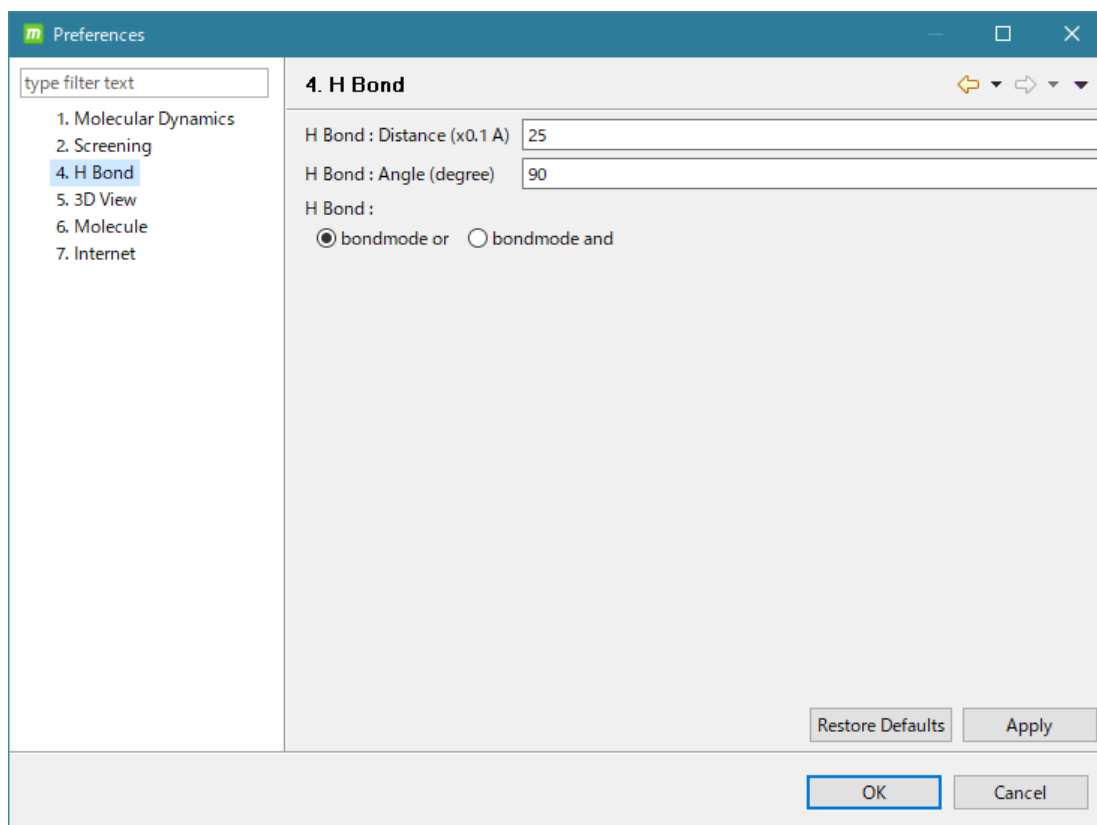 m Preferences
type filter text
1. Molecular Dynamics
2. Screening
4. H Bond
5. 3D View
6. Molecule
7. Internet
4. H Bond
H Bond : Distance (x0.1 A) 25
H Bond : Angle (degree) 90
H Bond :
bondmode or bondmode and
Restore Defaults Apply
OK Cancel